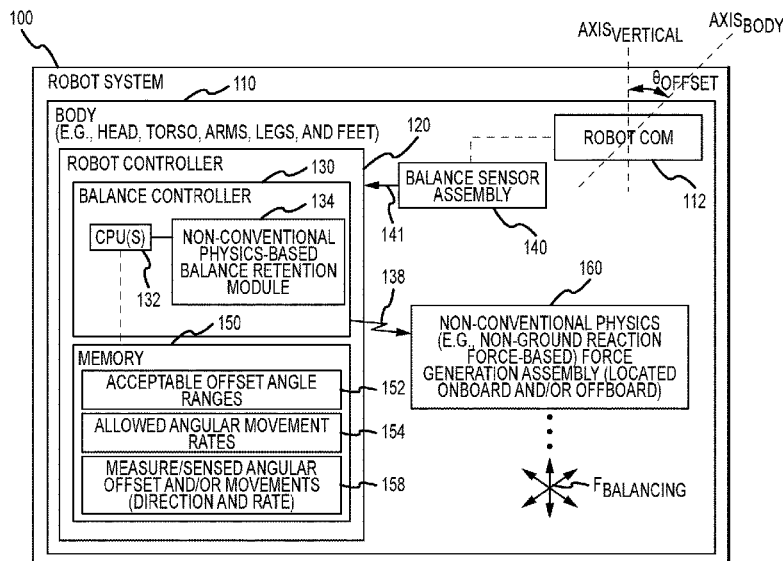 100
AXIS VERTICAL
AXIS BODY
θOFFSET
ROBOT SYSTEM
110
BODY
(E.G., HEAD, TORSO, ARMS, LEGS, AND FEET)
120
ROBOT COM
112
ROBOT CONTROLLER
130
BALANCE CONTROLLER
134
CPU(S)
132
NON-CONVENTIONAL
PHYSICS-BASED
BALANCE RETENTION
MODULE
141
BALANCE SENSOR
ASSEMBLY
140
138
160
NON-CONVENTIONAL PHYSICS
(E.G., NON-GROUND REACTION
FORCE-BASED) FORCE
GENERATION ASSEMBLY (LOCATED
ONBOARD AND/OR OFFBOARD)
150
MEMORY
ACCEPTABLE OFFSET ANGLE
RANGES
152
ALLOWED ANGULAR MOVEMENT
RATES
154
MEASURE/SENSED ANGULAR
OFFSET AND/OR MOVEMENTS
(DIRECTION AND RATE)
158
FBALANCING